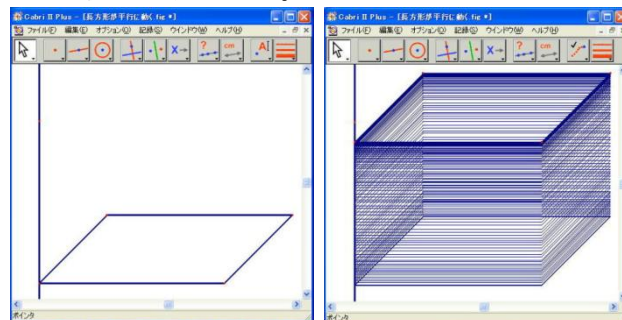 Cabri II Plus - [長方形が平行に動く.fig *]
ファイル(F) 編集(E) オプション(O) 記録(S) ウインドウ(W) ヘルプ(H)
ポインタ
Cabri II Plus - [長方形が平行に動く.fig *]
ファイル(F) 編集(E) オプション(O) 記録(S) ウインドウ(W) ヘルプ(H)
ポインタ